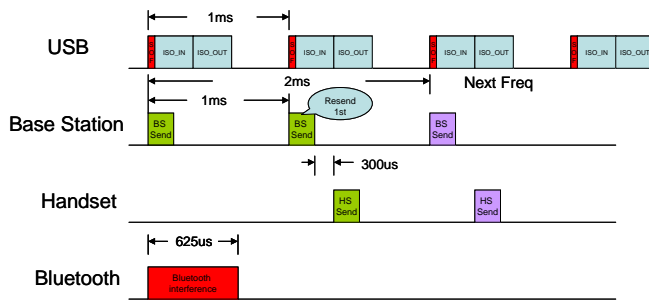 1ms
USB
ISO_IN ISO_OUT ISO_IN ISO_OUT ISO_IN ISO_OUT ISO_IN ISO_OUT
2ms
Next Freq
1ms
Resend
1st
Base Station
BS
Send
BS
Send
BS
Send
300us
Handset
HS
Send
HS
Send
625us
Bluetooth
Bluetooth
interference